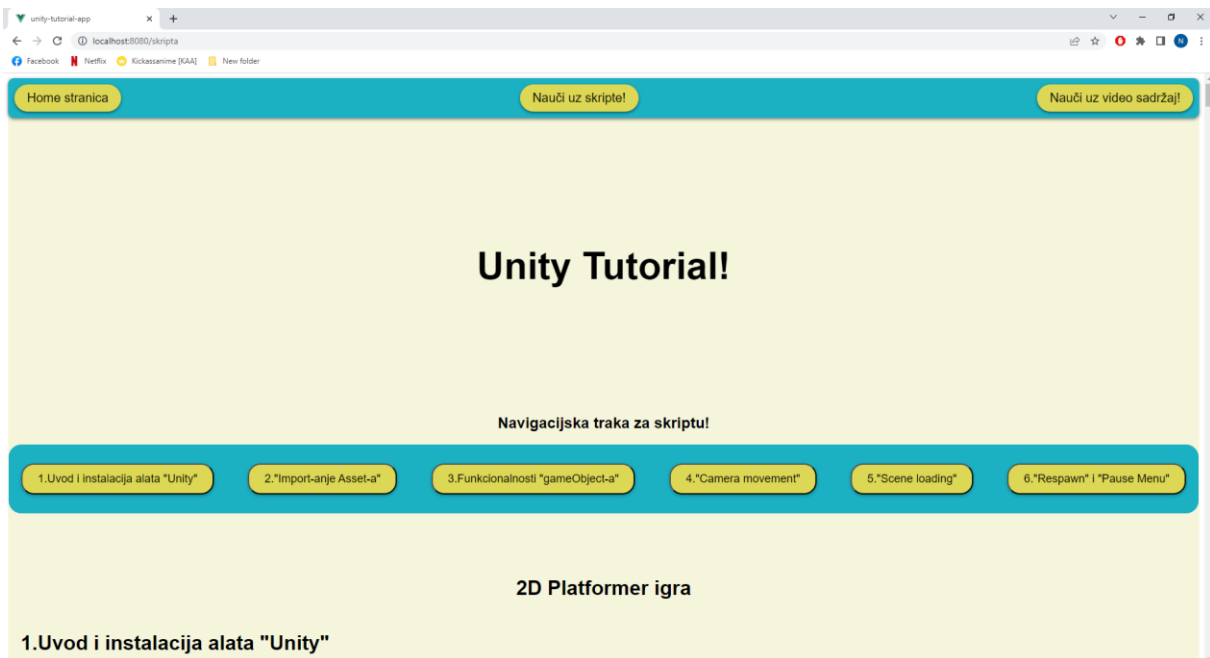 unity-tutorial-app
localhost:8080/skripta
Facebook Netflix Kickassanime [KAA] New folder
Home stranica Nauči uz skripte! Nauči uz video sadržaj!
Unity Tutorial!
Navigacijska traka za skriptu!
1.Uvod i instalacija alata "Unity" 2."Import-anje Asset-a" 3.Funkcionalnosti "gameObject-a" 4."Camera movement" 5."Scene loading" 6."Respawn" i "Pause Menu"
2D Platformer igra
1.Uvod i instalacija alata "Unity"